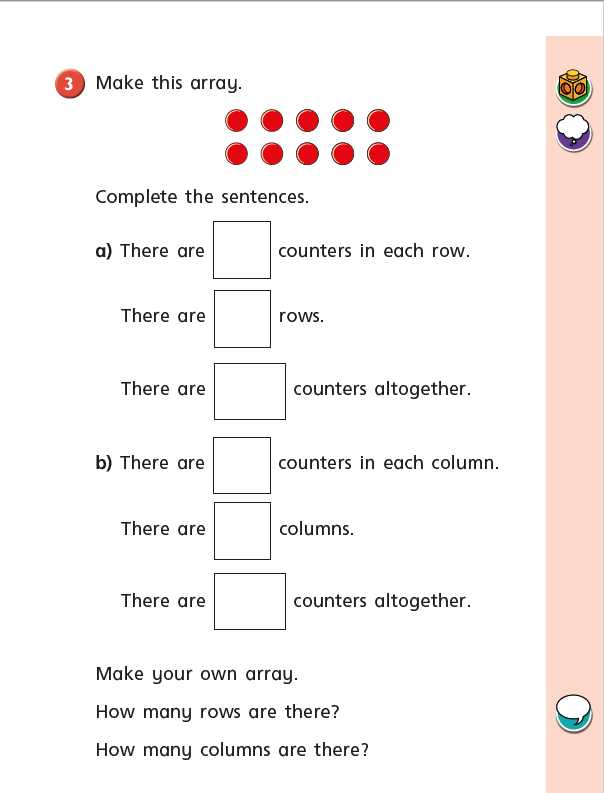 3 Make this array.
Complete the sentences.
a) There are counters in each row.
There are rows.
There are counters altogether.
b) There are counters in each column.
There are columns.
There are counters altogether.
Make your own array.
How many rows are there?
How many columns are there?